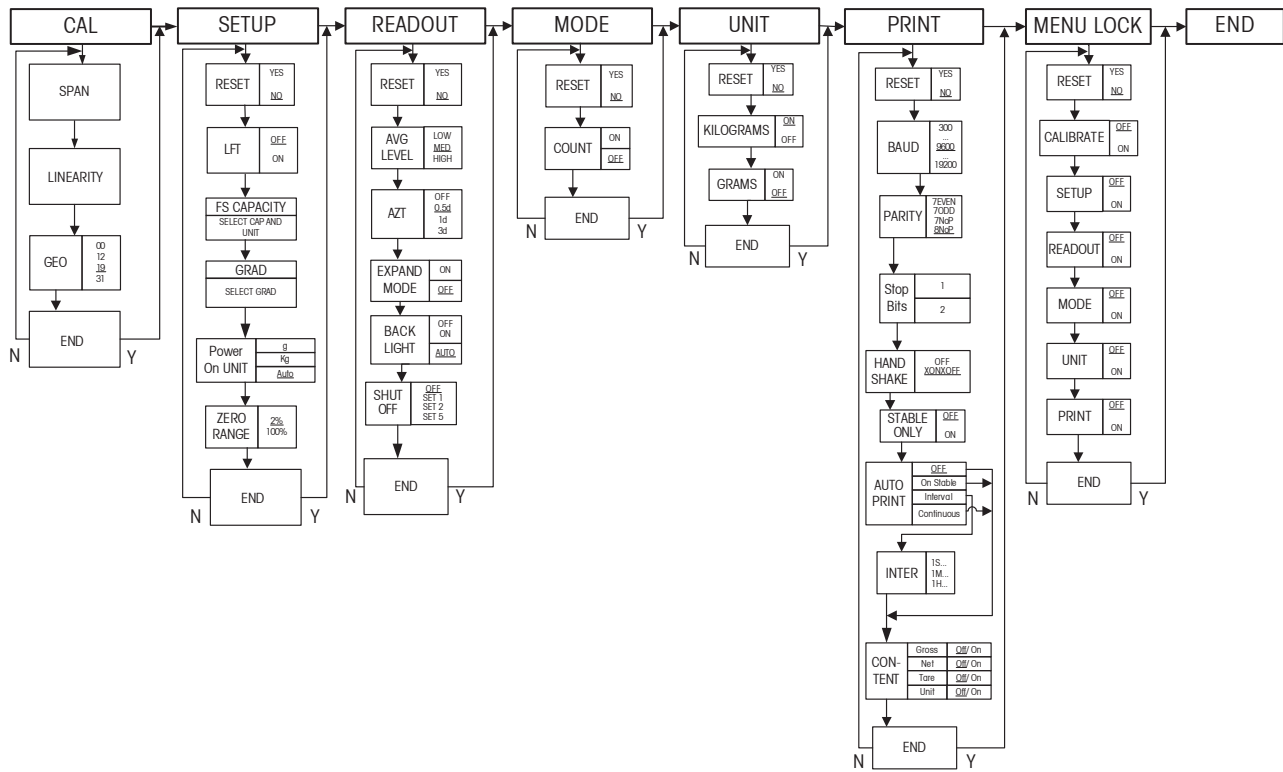 CAL
SETUP
READOUT
MODE
UNIT
PRINT
MENU LOCK
END
SPAN
LINEARITY
GEO
00
12
19
31
END
N
Y
RESET
YES
NO
LFT
OFF
ON
FS CAPACITY
SELECT CAP AND
UNIT
GRAD
SELECT GRAD
Power
On UNIT
g
Kg
Auto
ZERO
RANGE
2%
100%
END
N
Y
RESET
YES
NO
AVG
LEVEL
LOW
MED
HIGH
AZT
OFF
0.5d
1d
3d
EXPAND
MODE
ON
OFF
BACK
LIGHT
OFF
ON
AUTO
SHUT
OFF
OFF
SET 1
SET 2
SET 5
END
N
Y
RESET
YES
NO
COUNT
ON
OFF
END
N
Y
RESET
YES
NO
KILOGRAMS
ON
OFF
GRAMS
ON
OFF
END
N
Y
RESET
YES
NO
BAUD
300
...
9600
...
19200
PARITY
7EVEN
7ODD
7NoP
8NoP
Stop
Bits
1
2
HAND
SHAKE
OFF
XONXOFF
STABLE
ONLY
OFF
ON
AUTO
PRINT
OFF
On Stable
Interval
Continuous
INTER
1S...
1M...
1H...
CON-
TENT
Gross Off/ On
Net Off/ On
Tare Off/ On
Unit Off/ On
END
N
Y
RESET
YES
NO
CALIBRATE
OFF
ON
SETUP
OFF
ON
READOUT
OFF
ON
MODE
OFF
ON
UNIT
OFF
ON
PRINT
OFF
ON
END
N
Y